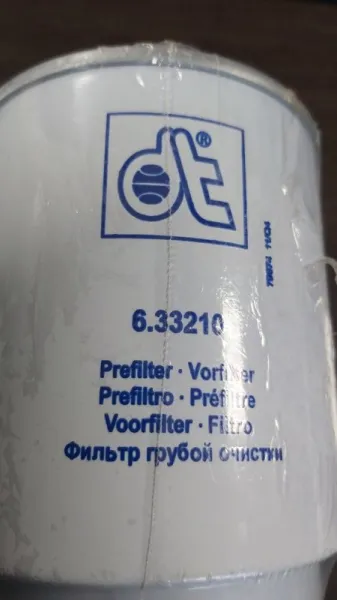 dt®
6.33210
Prefilter · Vorfilter
Prefiltro · Préfiltre
Voorfilter · Filtro
Фильтр грубой очистки